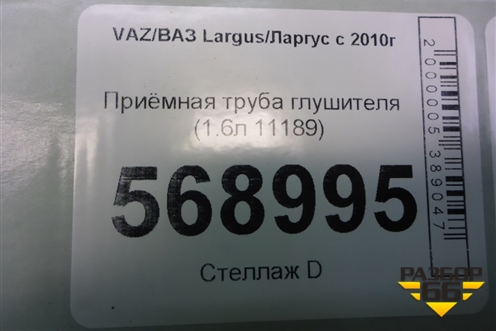 VAZ/ВАЗ Largus/Ларгус с 2010г
Приёмная труба глушителя
(1.6л 11189)
568995
Стеллаж D
2000005389047
РАЗБОР
66